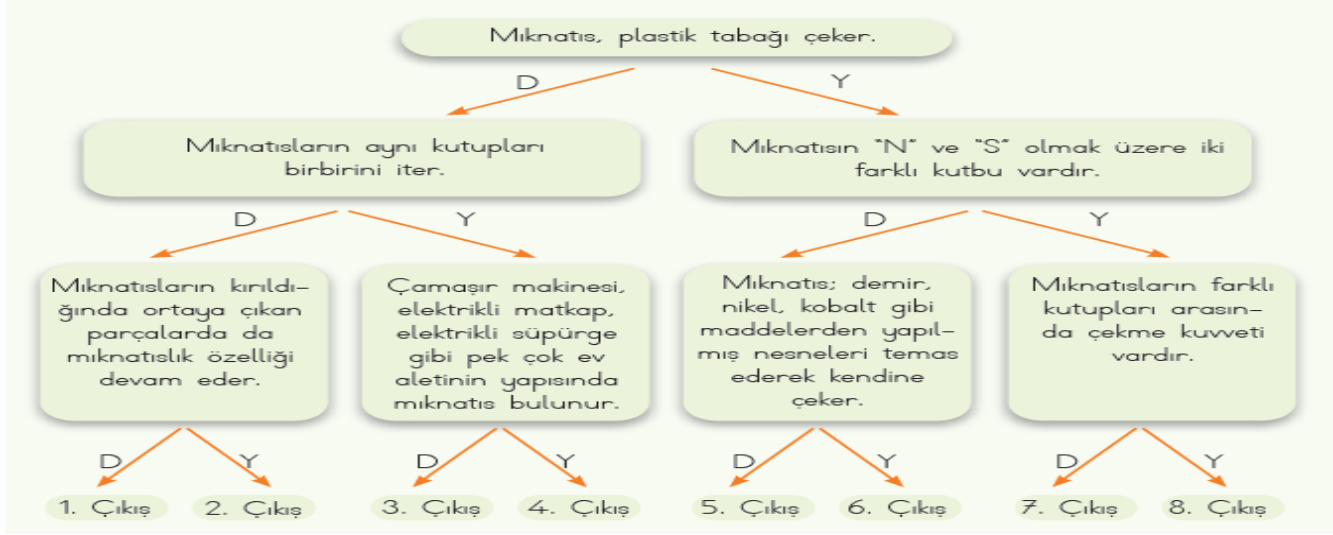 Mıknatıs, plastik tabağı çeker.
D
Y
Mıknatısların aynı kutupları
birbirini iter.
Mıknatısın "N" ve "S" olmak üzere iki
farklı kutbu vardır.
D
Y
D
Y
Mıknatısların kırıldı-
ğında ortaya çıkan
parçalarda da
mıknatıslık özelliği
devam eder.
Çamaşır makinesi,
elektrikli matkap,
elektrikli süpürge
gibi pek çok ev
aletinin yapısında
mıknatıs bulunur.
Mıknatıs; demir,
nikel, kobalt gibi
maddelerden yapıl-
mış nesneleri temas
ederek kendine
çeker.
Mıknatısların farklı
kutupları arasın-
da çekme kuvveti
vardır.
D
Y
D
Y
D
Y
D
Y
1. Çıkış
2. Çıkış
3. Çıkış
4. Çıkış
5. Çıkış
6. Çıkış
7. Çıkış
8. Çıkış